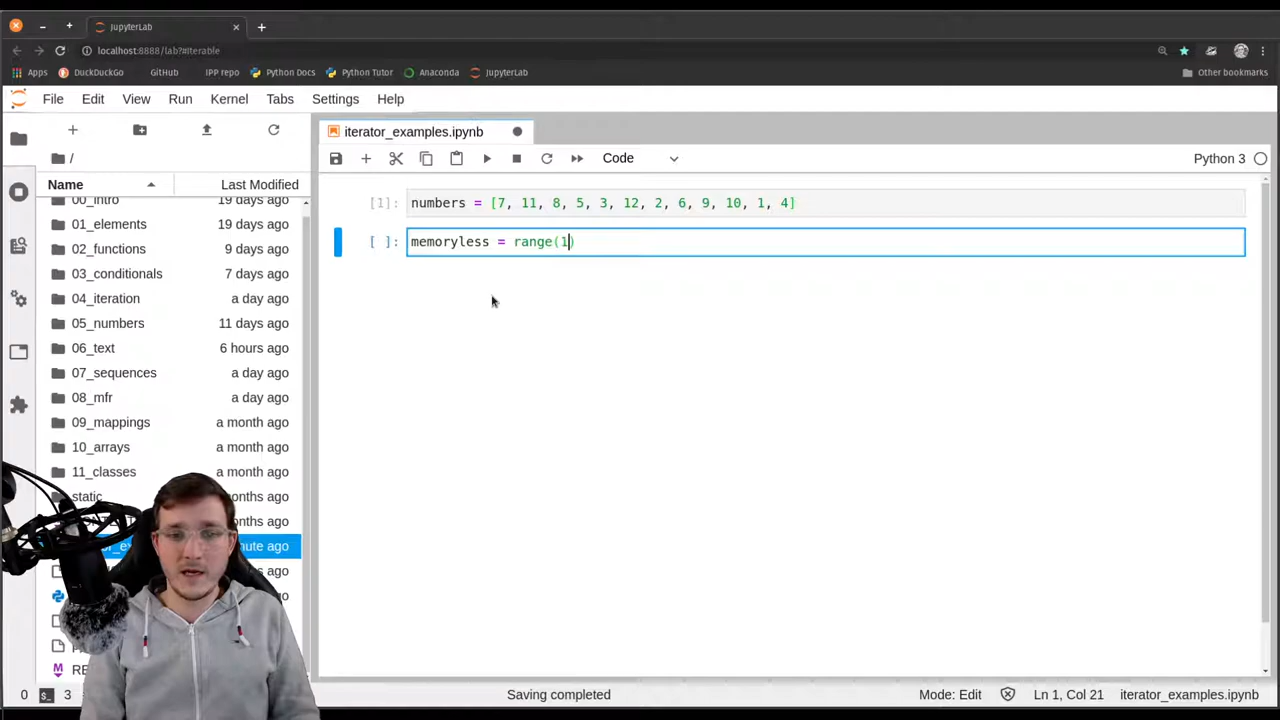 JupyterLab
localhost:8888/lab?#iterable
Apps DuckDuckGo GitHub IPP repo Python Docs Python Tutor Anaconda JupyterLab Other bookmarks
File Edit View Run Kernel Tabs Settings Help
iterator_examples.ipynb
/
Code
Python 3
Name Last Modified
00_intro 19 days ago
01_elements 19 days ago
02_functions 9 days ago
03_conditionals 7 days ago
04_iteration a day ago
05_numbers 11 days ago
06_text 6 hours ago
07_sequences a day ago
08_mfr a day ago
09_mappings a month ago
10_arrays a month ago
11_classes a month ago
static
ago
ago
ago
[1]: numbers = [7, 11, 8, 5, 3, 12, 2, 6, 9, 10, 1, 4]
[ ]: memoryless = range(1)
0 3 Saving completed Mode: Edit Ln 1, Col 21 iterator_examples.ipynb